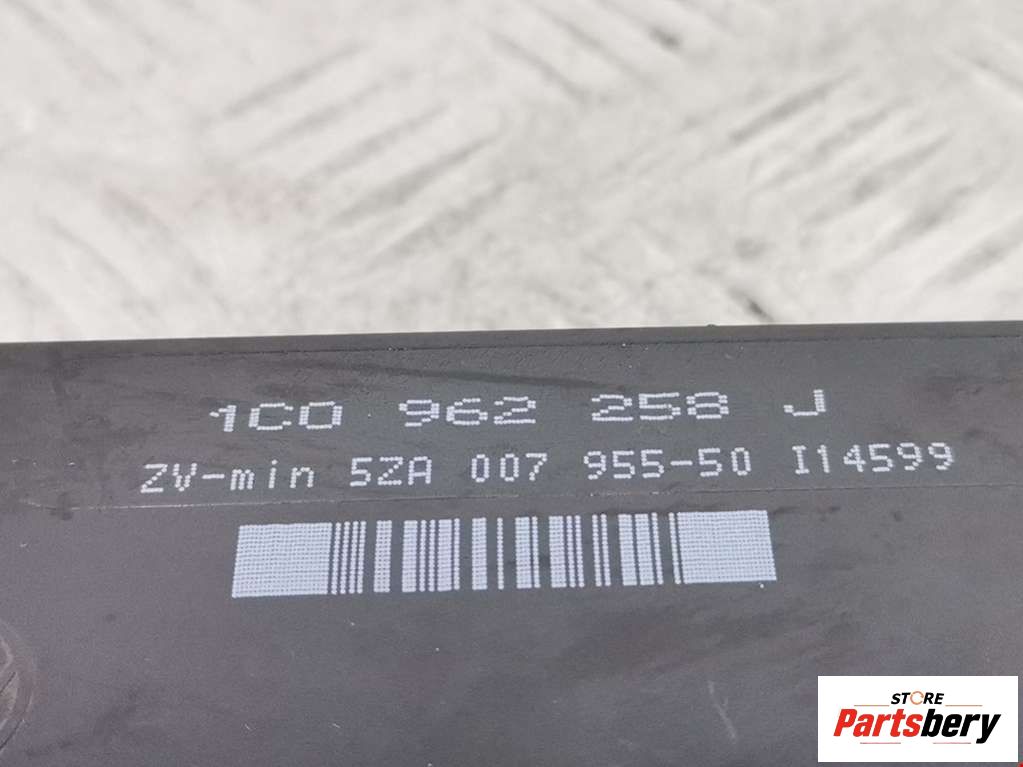 1C0 962 258 J
ZV-min 5ZA 007 955-50 I14599
STORE
Partsbery